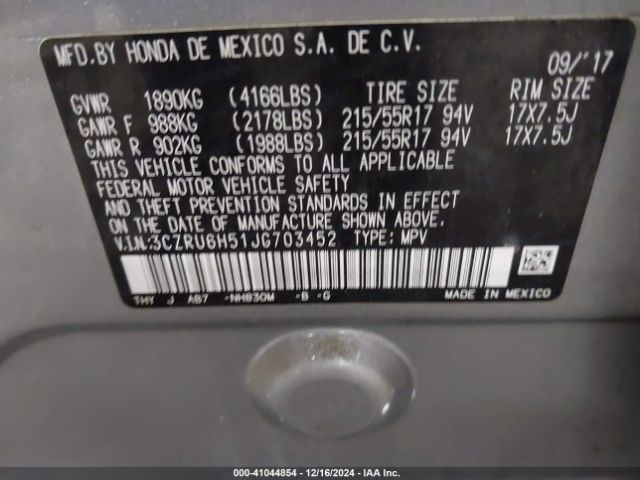 MFD.BY HONDA DE MEXICO S.A. DE C.V.
09/'17
GVWR 1890KG (4166LBS) TIRE SIZE RIM SIZE
GAWR F 988KG (2178LBS) 215/55R17 94V 17X7.5J
GAWR R 902KG (1988LBS) 215/55R17 94V 17X7.5J
THIS VEHICLE CONFORMS TO ALL APPLICABLE
FEDERAL MOTOR VEHICLE SAFETY
AND THEFT PREVENTION STANDARDS IN EFFECT
ON THE DATE OF MANUFACTURE SHOWN ABOVE.
V.I.N. 3CZRU6H51JG703452 TYPE: MPV
THY J AB7 -NH830M -B -G MADE IN MEXICO
000-41044854 - 12/16/2024 - IAA Inc.